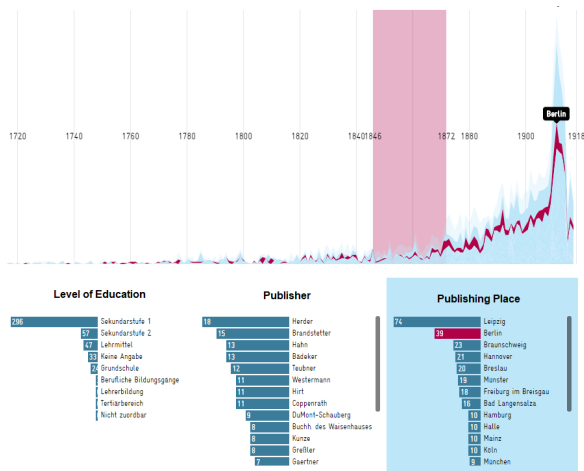 Berlin
1720 1740 1760 1780 1800 1820 1840 1846 1872 1880 1900 1918
Level of Education
296 Sekundarstufe 1
57 Sekundarstufe 2
47 Lehrmittel
33 Keine Angabe
24 Grundschule
Berufliche Bildungsgänge
Lehrerbildung
Tertiärbereich
Nicht zuordbar
Publisher
18 Herder
15 Brandstetter
13 Hahn
13 Bädeker
12 Teubner
11 Westermann
11 Hirt
11 Coppenrath
9 DuMont-Schauberg
8 Buchh. des Waisenhauses
8 Kunze
8 Greßler
7 Gaertner
Publishing Place
74 Leipzig
39 Berlin
23 Braunschweig
21 Hannover
20 Breslau
19 Münster
18 Freiburg im Breisgau
16 Bad Langensalza
10 Hamburg
10 Halle
10 Mainz
10 Köln
9 München